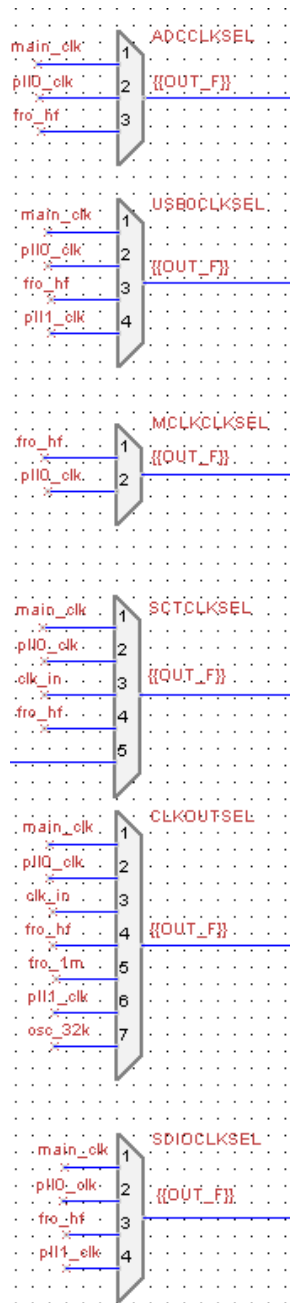 main_clk
1
ADCCLKSEL
pll0_clk
2
{{OUT_F}}
fro_hf
3
main_clk
1
USB0CLKSEL
pll0_clk
2
{{OUT_F}}
fro_hf
3
pll1_clk
4
fro_hf
1
MCLKCLKSEL
pll0_clk
2
{{OUT_F}}
main_clk
1
SCTCLKSEL
pll0_clk
2
clk_in
3
{{OUT_F}}
fro_hf
4
5
main_clk
1
CLKOUTSEL
pll0_clk
2
clk_in
3
fro_hf
4
{{OUT_F}}
fro_1m
5
pll1_clk
6
osc_32k
7
main_clk
1
SDIOCLKSEL
pll0_clk
2
{{OUT_F}}
fro_hf
3
pll1_clk
4